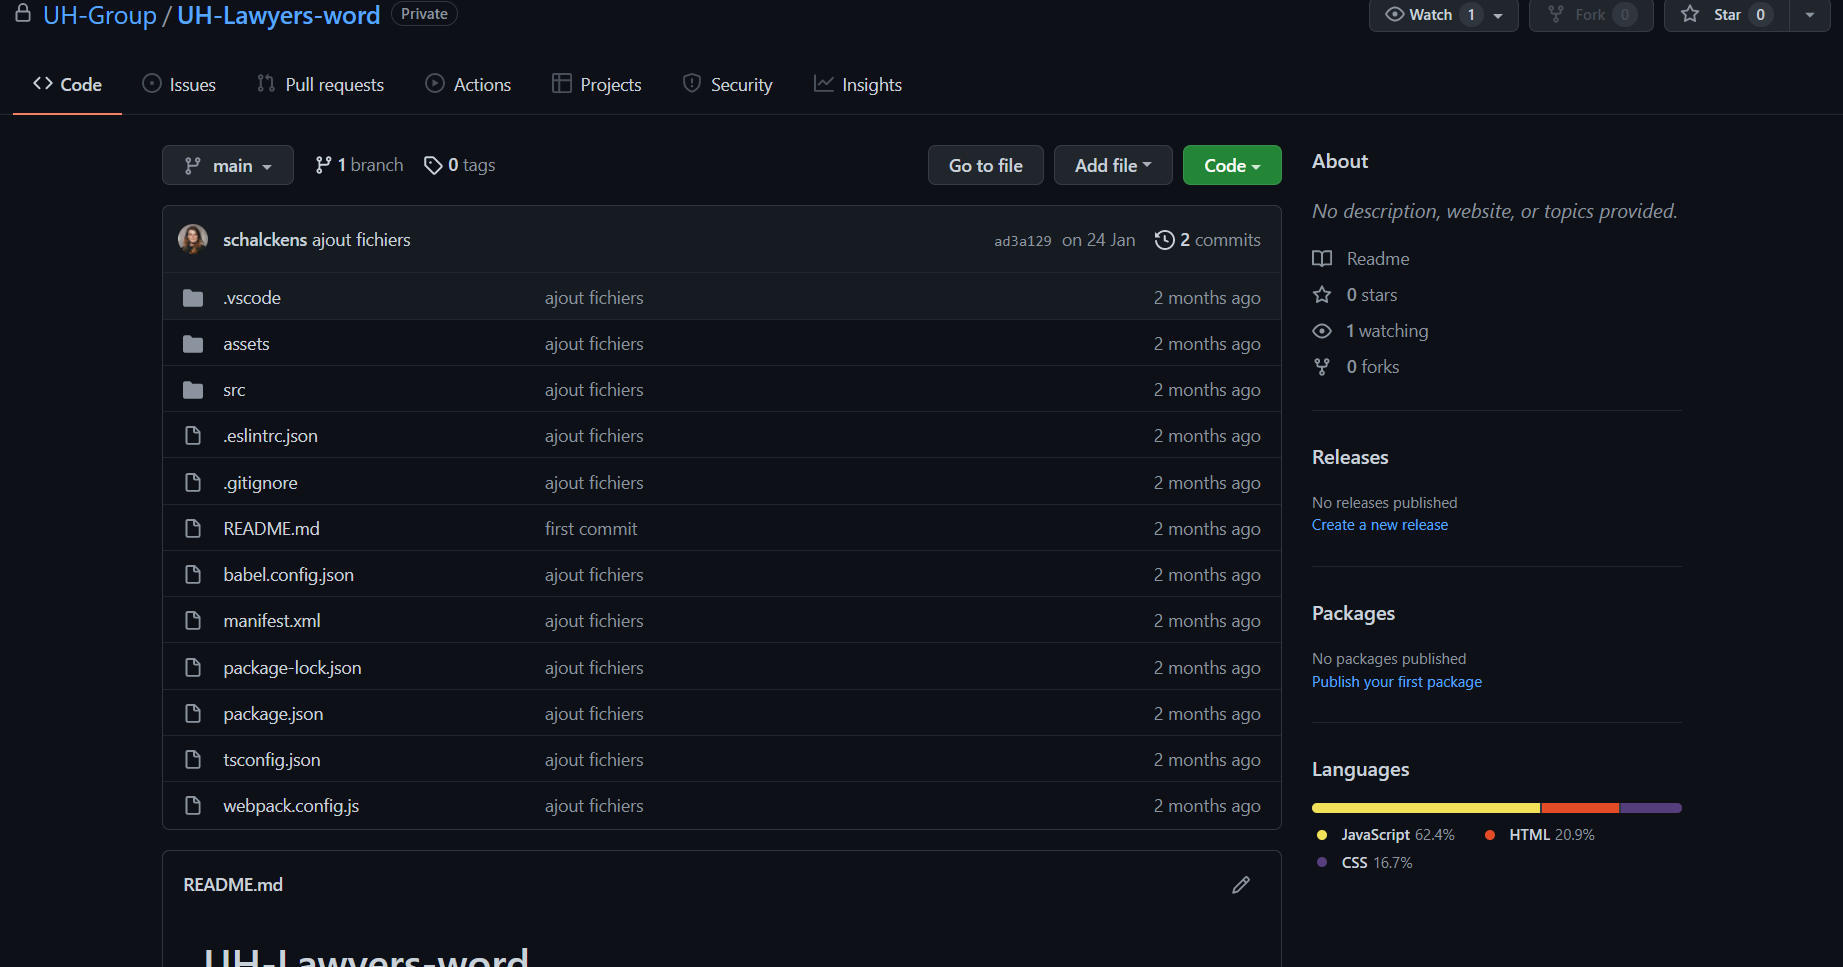 UH-Group / UH-Lawyers-word Private Watch 1 Fork 0 Star 0
Code Issues Pull requests Actions Projects Security Insights
main 1 branch 0 tags Go to file Add file Code
schalckens ajout fichiers ad3a129 on 24 Jan 2 commits
.vscode ajout fichiers 2 months ago
assets ajout fichiers 2 months ago
src ajout fichiers 2 months ago
.eslintrc.json ajout fichiers 2 months ago
.gitignore ajout fichiers 2 months ago
README.md first commit 2 months ago
babel.config.json ajout fichiers 2 months ago
manifest.xml ajout fichiers 2 months ago
package-lock.json ajout fichiers 2 months ago
package.json ajout fichiers 2 months ago
tsconfig.json ajout fichiers 2 months ago
webpack.config.js ajout fichiers 2 months ago
README.md
UH-Lawyers-word
About
No description, website, or topics provided.
Readme
0 stars
1 watching
0 forks
Releases
No releases published
Create a new release
Packages
No packages published
Publish your first package
Languages
JavaScript 62.4% HTML 20.9%
CSS 16.7%